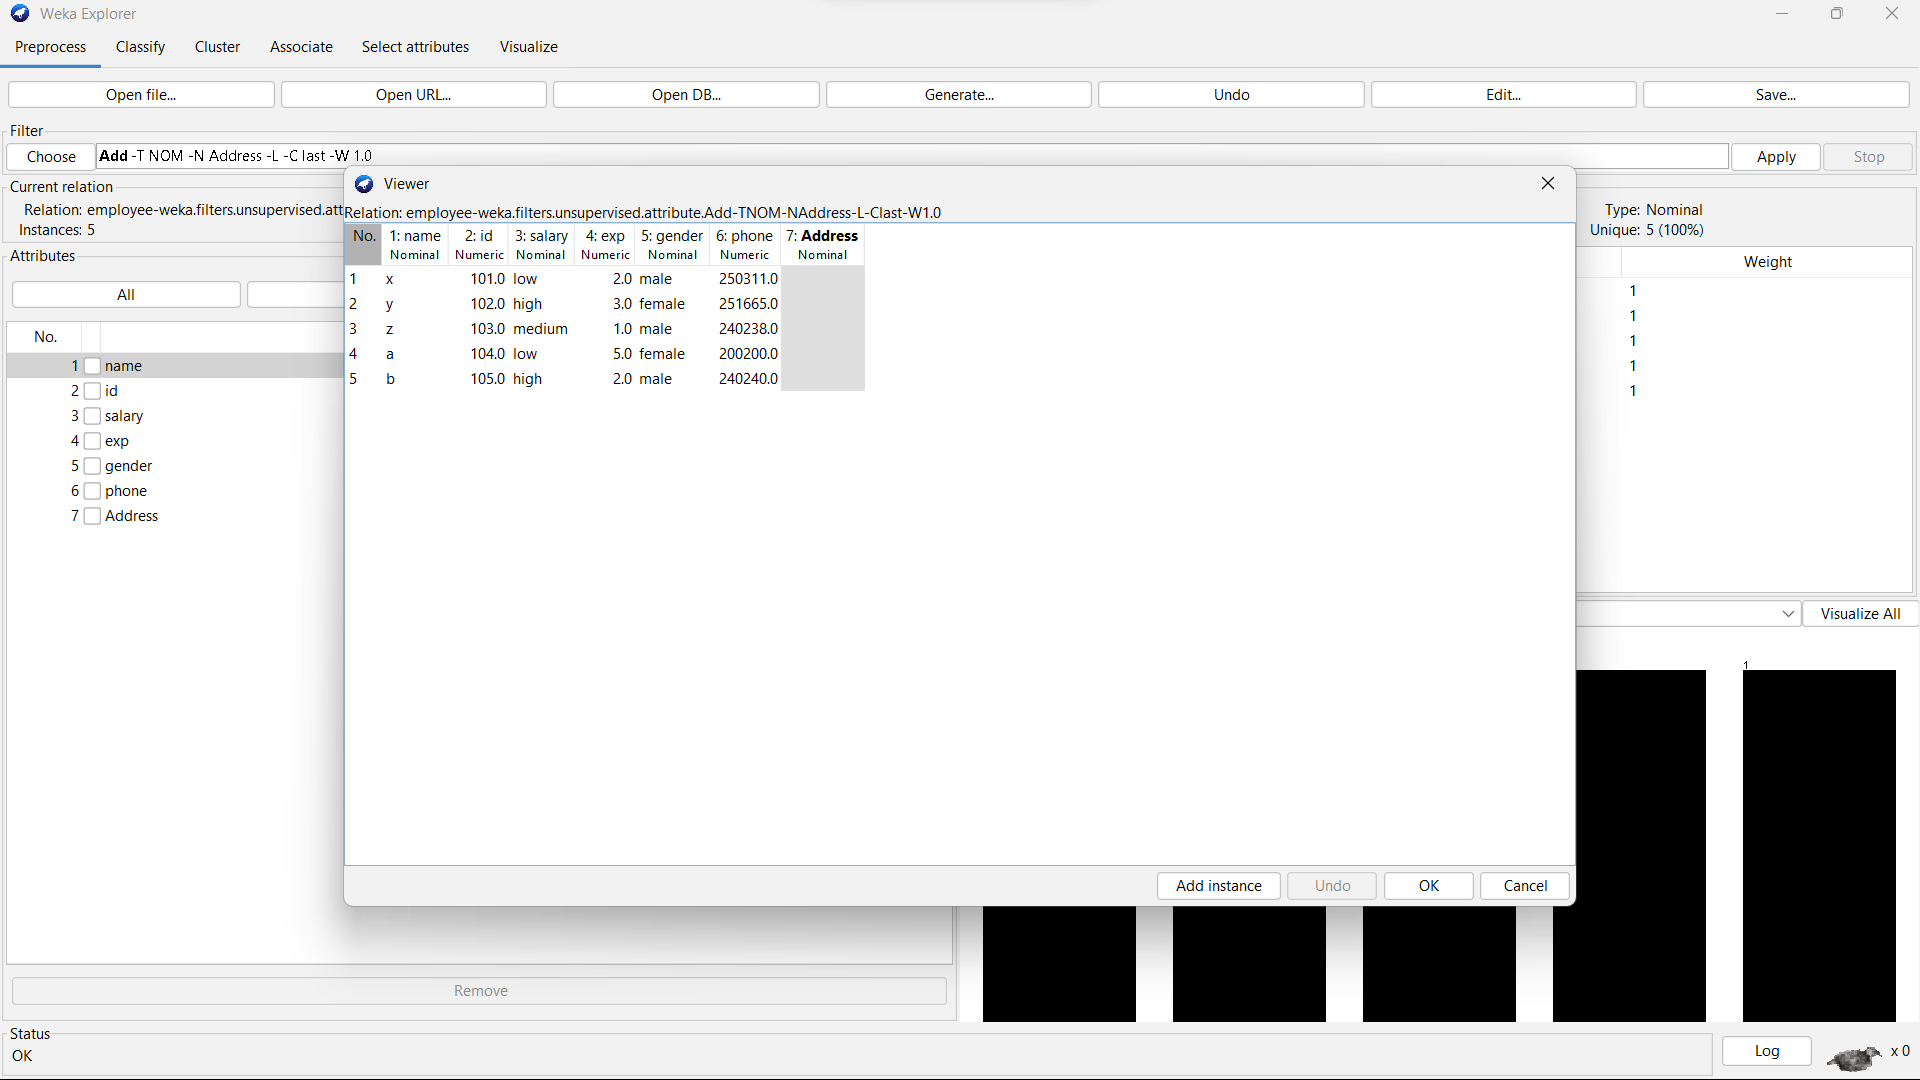 Weka Explorer
Preprocess Classify Cluster Associate Select attributes Visualize
Open file... Open URL... Open DB... Generate... Undo Edit... Save...
Filter
Choose Add -T NOM -N Address -L -C last -W 1.0 Apply Stop
Current relation
Relation: employee-weka.filters.unsupervised.att
Instances: 5
Attributes
All
No.
1 name
2 id
3 salary
4 exp
5 gender
6 phone
7 Address
Remove
Viewer
Relation: employee-weka.filters.unsupervised.attribute.Add-TNOM-NAddress-L-Clast-W1.0
No. 1: name 2: id 3: salary 4: exp 5: gender 6: phone 7: Address
Nominal Numeric Nominal Numeric Nominal Numeric Nominal
1 x 101.0 low 2.0 male 250311.0
2 y 102.0 high 3.0 female 251665.0
3 z 103.0 medium 1.0 male 240238.0
4 a 104.0 low 5.0 female 200200.0
5 b 105.0 high 2.0 male 240240.0
Add instance Undo OK Cancel
Type: Nominal
Unique: 5 (100%)
Weight
1
1
1
1
1
Visualize All
1
Status
OK
Log x 0